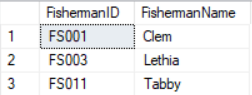 FishermanID FishermanName
1 FS001 Clem
2 FS003 Lethia
3 FS011 Tabby